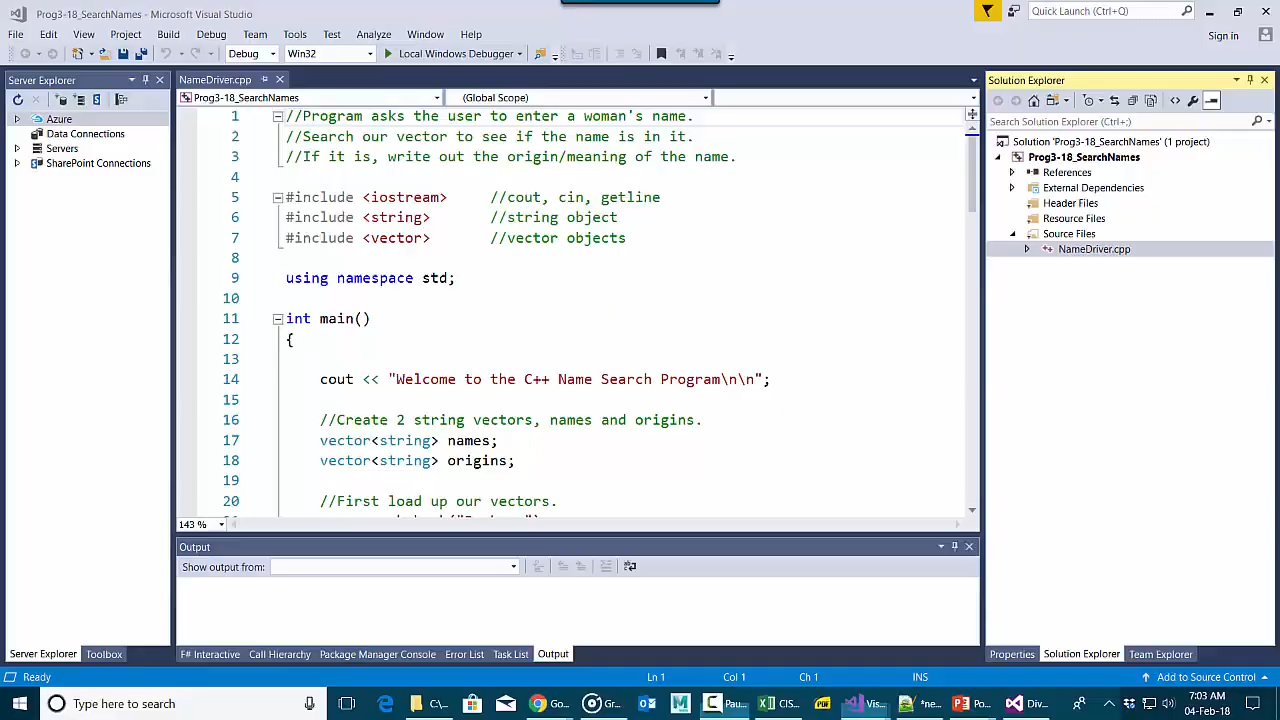 Prog3-18_SearchNames - Microsoft Visual Studio
Quick Launch (Ctrl+Q)
File Edit View Project Build Debug Team Tools Test Analyze Window Help
Sign in
Debug Win32 Local Windows Debugger
Server Explorer
Azure
Data Connections
Servers
SharePoint Connections
Server Explorer Toolbox
NameDriver.cpp
Prog3-18_SearchNames (Global Scope)
1 //Program asks the user to enter a woman's name.
2 //Search our vector to see if the name is in it.
3 //If it is, write out the origin/meaning of the name.
4
5 #include <iostream> //cout, cin, getline
6 #include <string> //string object
7 #include <vector> //vector objects
8
9 using namespace std;
10
11 int main()
12 {
13
14 cout << "Welcome to the C++ Name Search Program\n\n";
15
16 //Create 2 string vectors, names and origins.
17 vector<string> names;
18 vector<string> origins;
19
20 //First load up our vectors.
143 %
Output
Show output from:
F# Interactive Call Hierarchy Package Manager Console Error List Task List Output
Solution Explorer
Search Solution Explorer (Ctrl+;)
Solution 'Prog3-18_SearchNames' (1 project)
Prog3-18_SearchNames
References
External Dependencies
Header Files
Resource Files
Source Files
NameDriver.cpp
Properties Solution Explorer Team Explorer
Ready Ln 1 Col 1 Ch 1 INS Add to Source Control
Type here to search
C:\... Go... Gr... Pau... CIS... Vis... *ne... Po... Div...
7:03 AM
04-Feb-18